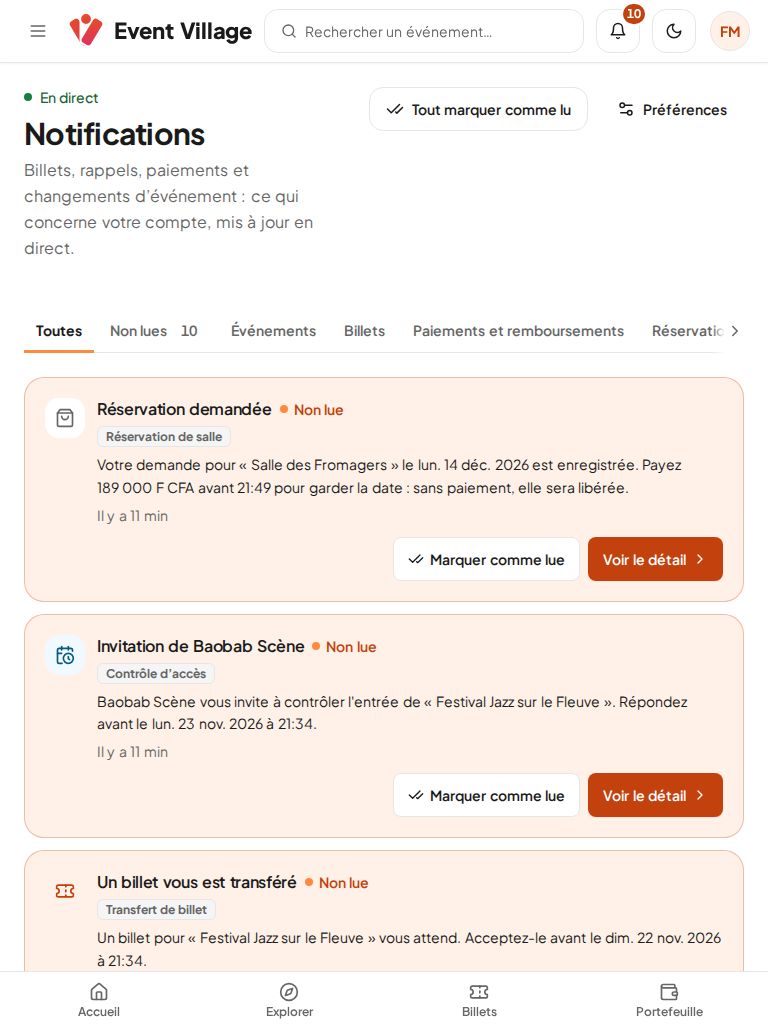 Event Village
Rechercher un événement...
10
FM
En direct
Notifications
Billets, rappels, paiements et
changements d’événement : ce qui
concerne votre compte, mis à jour en
direct.
Tout marquer comme lu
Préférences
Toutes
Non lues 10
Événements
Billets
Paiements et remboursements
Réservatio
Réservation demandée
Non lue
Réservation de salle
Votre demande pour « Salle des Fromagers » le lun. 14 déc. 2026 est enregistrée. Payez
189 000 F CFA avant 21:49 pour garder la date : sans paiement, elle sera libérée.
Il y a 11 min
Marquer comme lue
Voir le détail
Invitation de Baobab Scène
Non lue
Contrôle d’accès
Baobab Scène vous invite à contrôler l'entrée de « Festival Jazz sur le Fleuve ». Répondez
avant le lun. 23 nov. 2026 à 21:34.
Il y a 11 min
Marquer comme lue
Voir le détail
Un billet vous est transféré
Non lue
Transfert de billet
Un billet pour « Festival Jazz sur le Fleuve » vous attend. Acceptez-le avant le dim. 22 nov. 2026
à 21:34.
Accueil
Explorer
Billets
Portefeuille